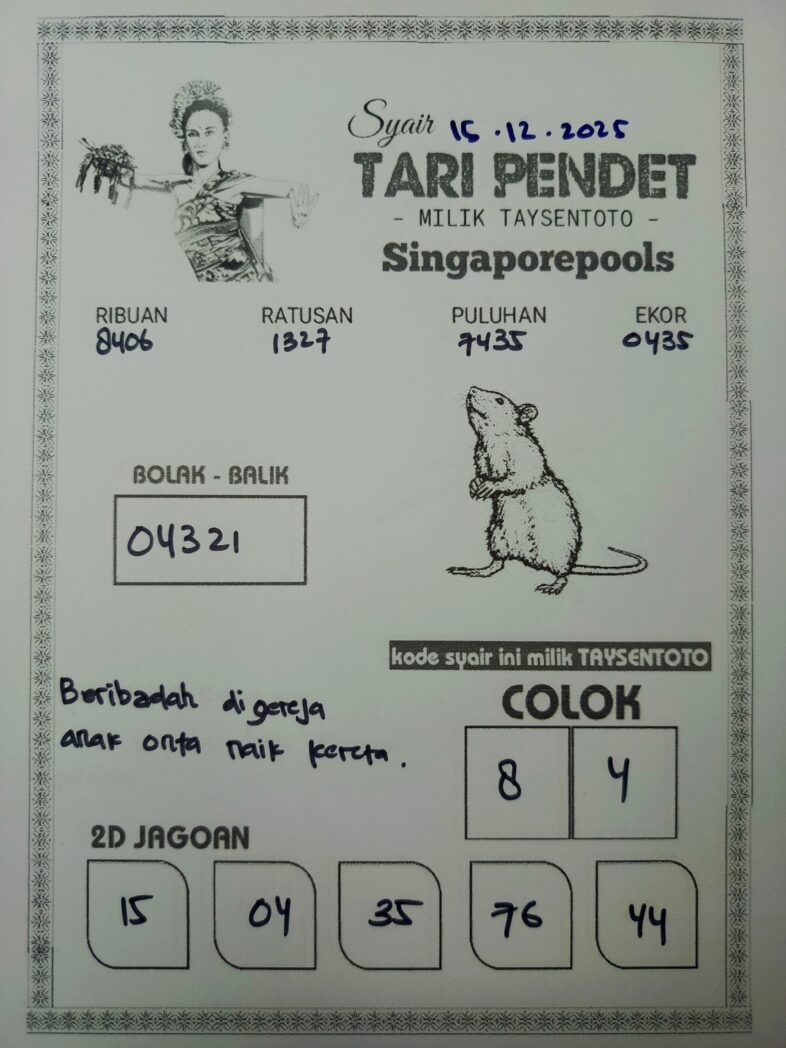 Syair 15.12.2025
TARI PENDET
- MILIK TAYSENTOTO -
Singaporepools
RIBUAN RATUSAN PULUHAN EKOR
8406 1327 7435 0435
BOLAK - BALIK
04321
kode syair ini milik TAYSENTOTO
Beribadah di gereja
anak onta naik kereta.
COLOK
8 4
2D JAGOAN
15 04 35 76 44